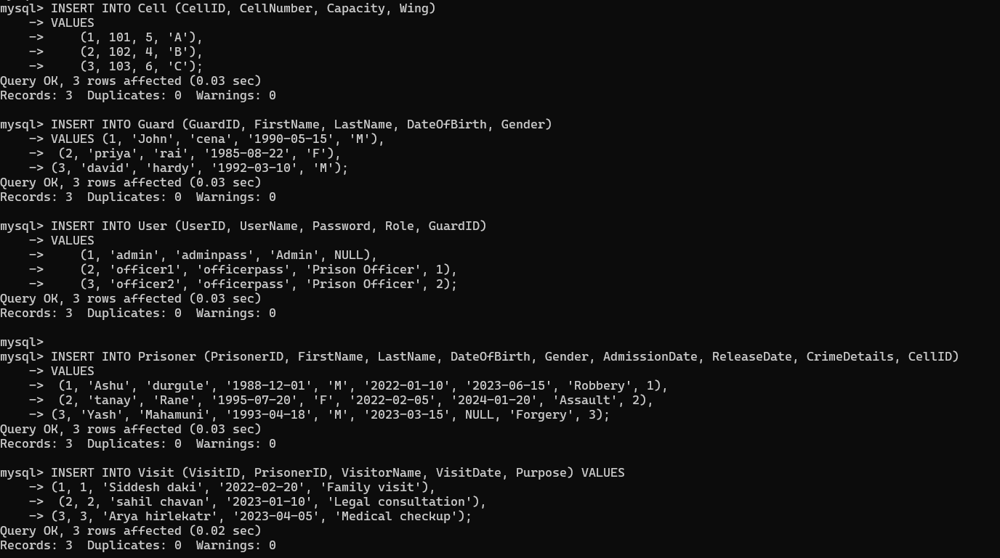 mysql> INSERT INTO Cell (CellID, CellNumber, Capacity, Wing)
    -> VALUES
    ->     (1, 101, 5, 'A'),
    ->     (2, 102, 4, 'B'),
    ->     (3, 103, 6, 'C');
Query OK, 3 rows affected (0.03 sec)
Records: 3  Duplicates: 0  Warnings: 0

mysql> INSERT INTO Guard (GuardID, FirstName, LastName, DateOfBirth, Gender)
    -> VALUES (1, 'John', 'cena', '1990-05-15', 'M'),
    ->  (2, 'priya', 'rai', '1985-08-22', 'F'),
    -> (3, 'david', 'hardy', '1992-03-10', 'M');
Query OK, 3 rows affected (0.03 sec)
Records: 3  Duplicates: 0  Warnings: 0

mysql> INSERT INTO User (UserID, UserName, Password, Role, GuardID)
    -> VALUES
    ->     (1, 'admin', 'adminpass', 'Admin', NULL),
    ->     (2, 'officer1', 'officerpass', 'Prison Officer', 1),
    ->     (3, 'officer2', 'officerpass', 'Prison Officer', 2);
Query OK, 3 rows affected (0.03 sec)
Records: 3  Duplicates: 0  Warnings: 0

mysql>
mysql> INSERT INTO Prisoner (PrisonerID, FirstName, LastName, DateOfBirth, Gender, AdmissionDate, ReleaseDate, CrimeDetails, CellID)
    -> VALUES
    ->  (1, 'Ashu', 'durgule', '1988-12-01', 'M', '2022-01-10', '2023-06-15', 'Robbery', 1),
    ->  (2, 'tanay', 'Rane', '1995-07-20', 'F', '2022-02-05', '2024-01-20', 'Assault', 2),
    -> (3, 'Yash', 'Mahamuni', '1993-04-18', 'M', '2023-03-15', NULL, 'Forgery', 3);
Query OK, 3 rows affected (0.03 sec)
Records: 3  Duplicates: 0  Warnings: 0

mysql> INSERT INTO Visit (VisitID, PrisonerID, VisitorName, VisitDate, Purpose) VALUES
    -> (1, 1, 'Siddesh daki', '2022-02-20', 'Family visit'),
    ->  (2, 2, 'sahil chavan', '2023-01-10', 'Legal consultation'),
    -> (3, 3, 'Arya hirlekatr', '2023-04-05', 'Medical checkup');
Query OK, 3 rows affected (0.02 sec)
Records: 3  Duplicates: 0  Warnings: 0